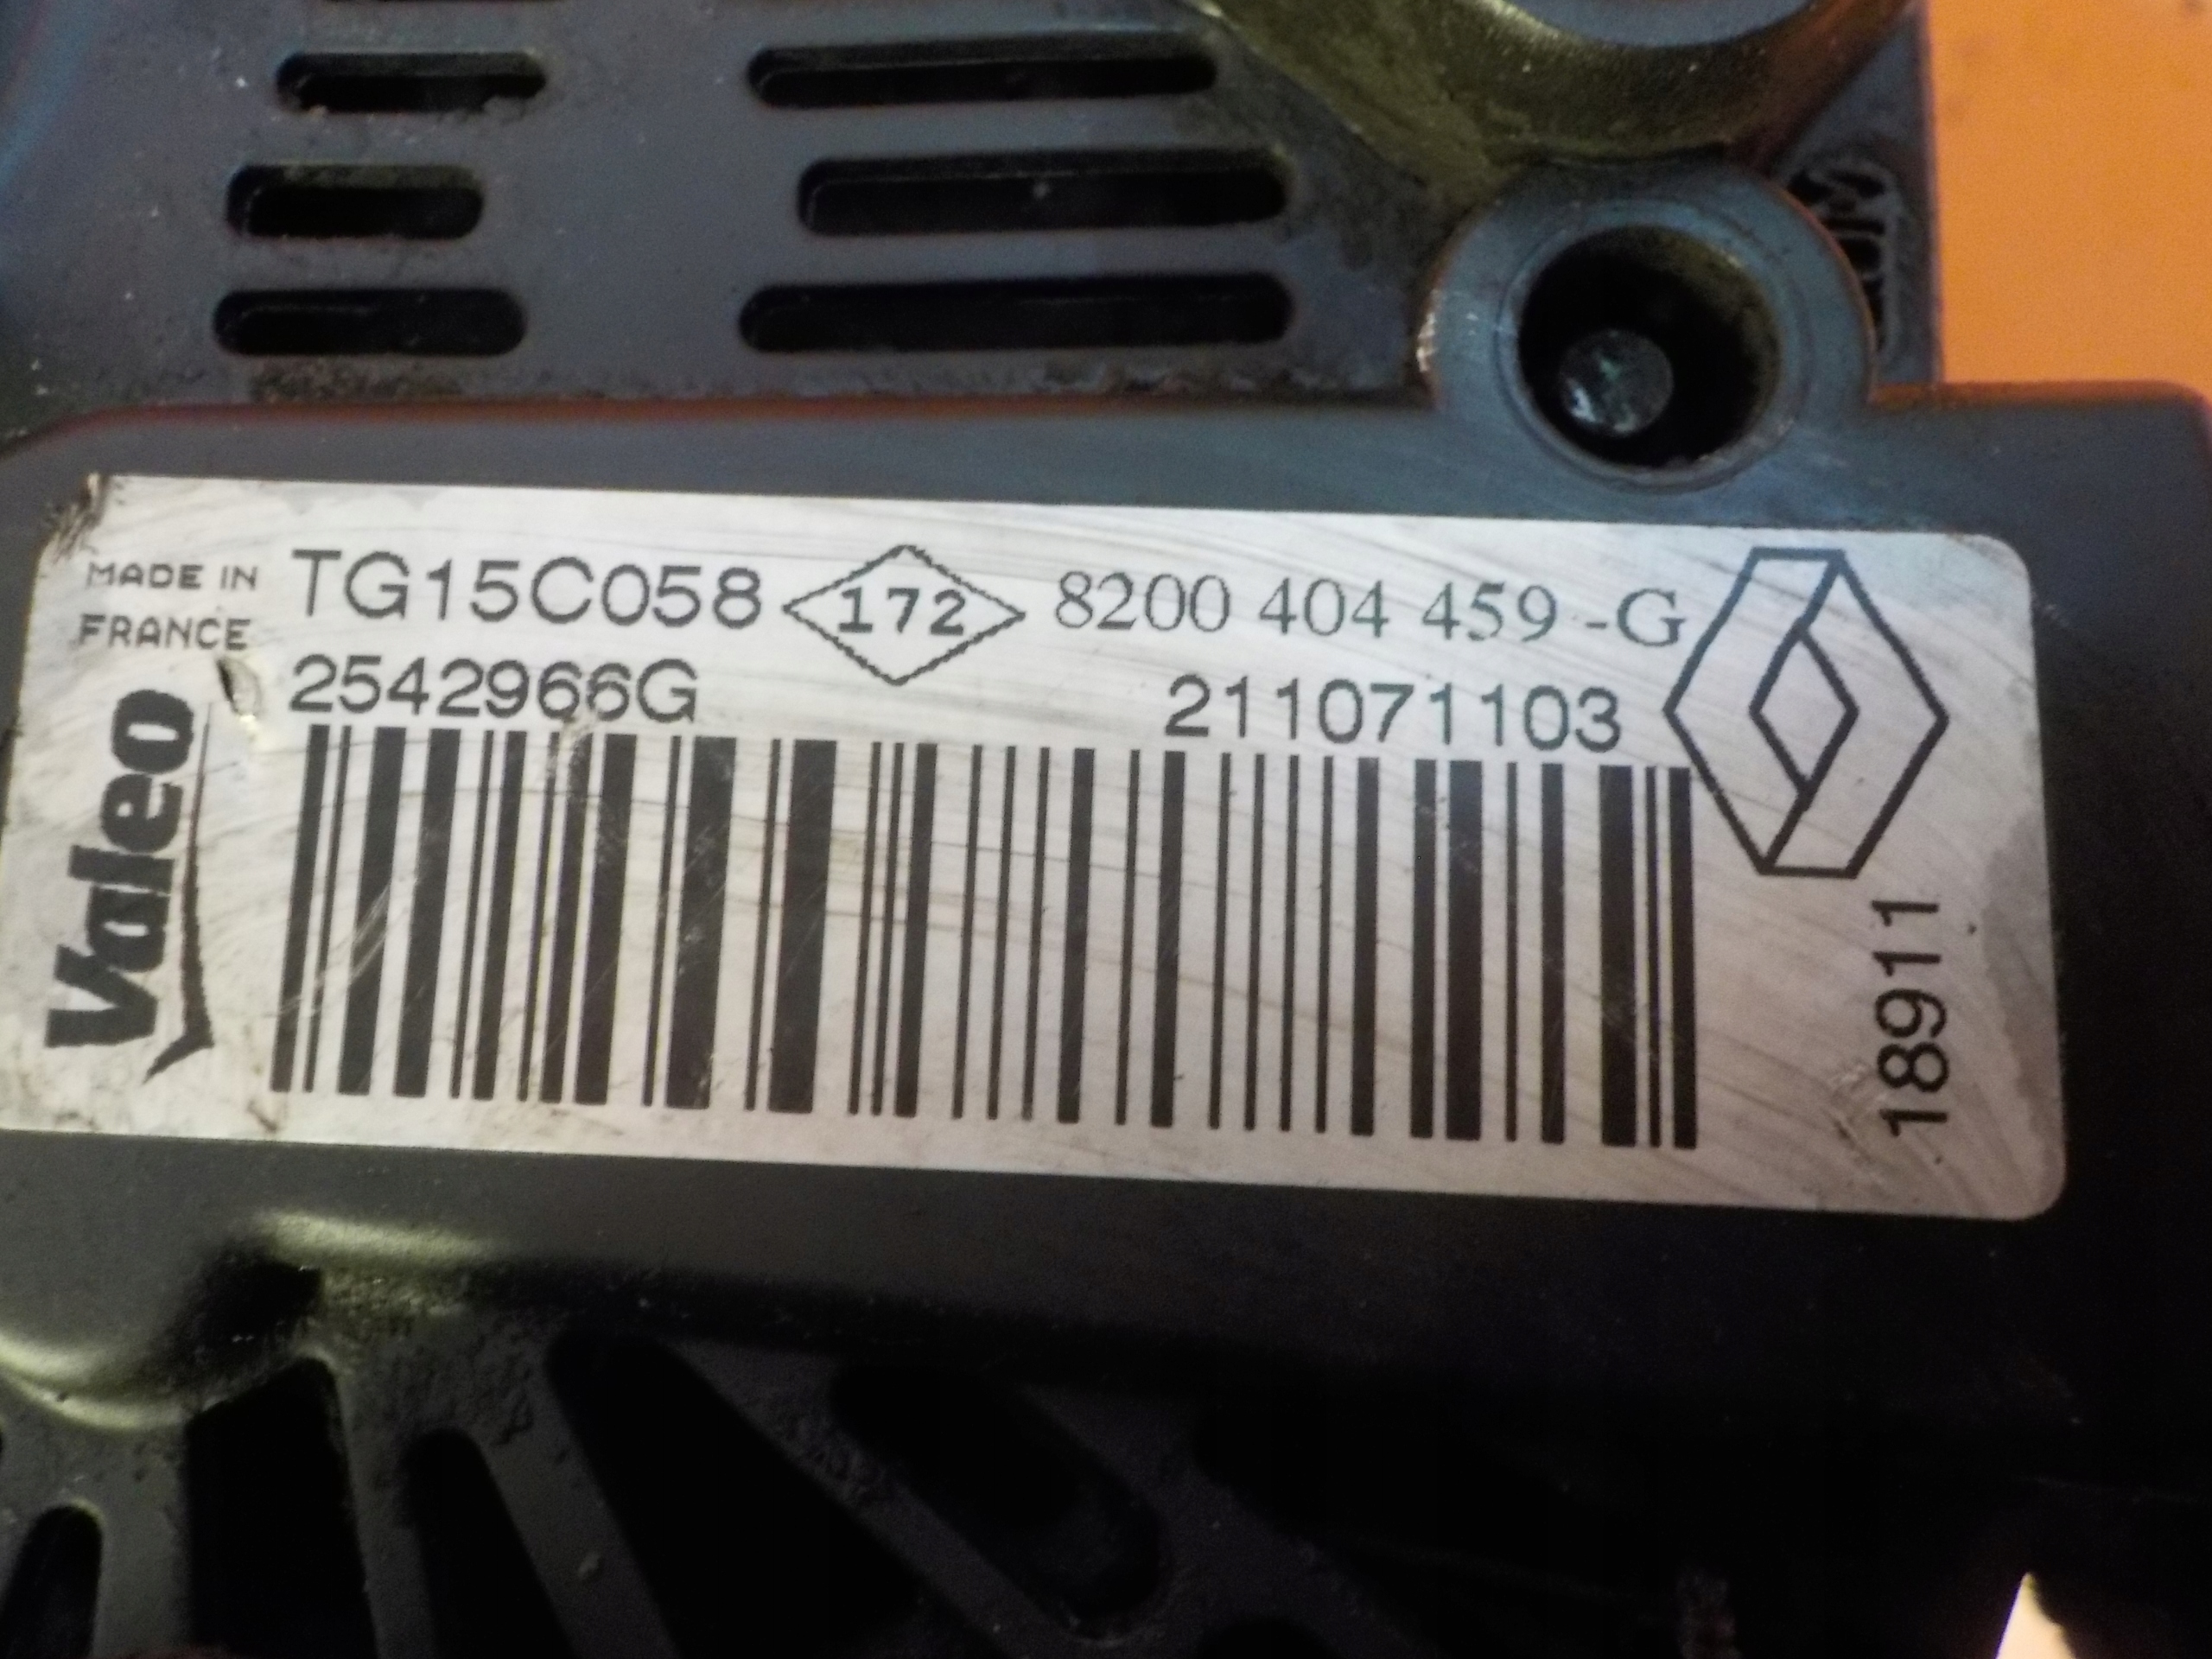 MADE IN
FRANCE
TG15C058
172
8200 404 459 -G
2542966G
211071103
Valeo
18911